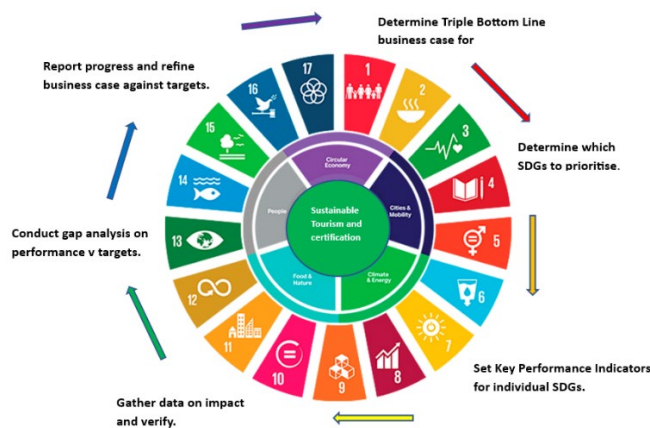 Determine Triple Bottom Line
business case for
Report progress and refine
business case against targets.
Determine which
SDGs to prioritise.
Conduct gap analysis on
performance v targets.
Set Key Performance Indicators
for individual SDGs.
Gather data on impact
and verify.
1
2
3
4
5
6
7
8
9
10
11
12
13
14
15
16
17
Circular
Economy
Cities &
Mobility
Climate
& Energy
Food &
Nature
People
Sustainable
Tourism and
certification